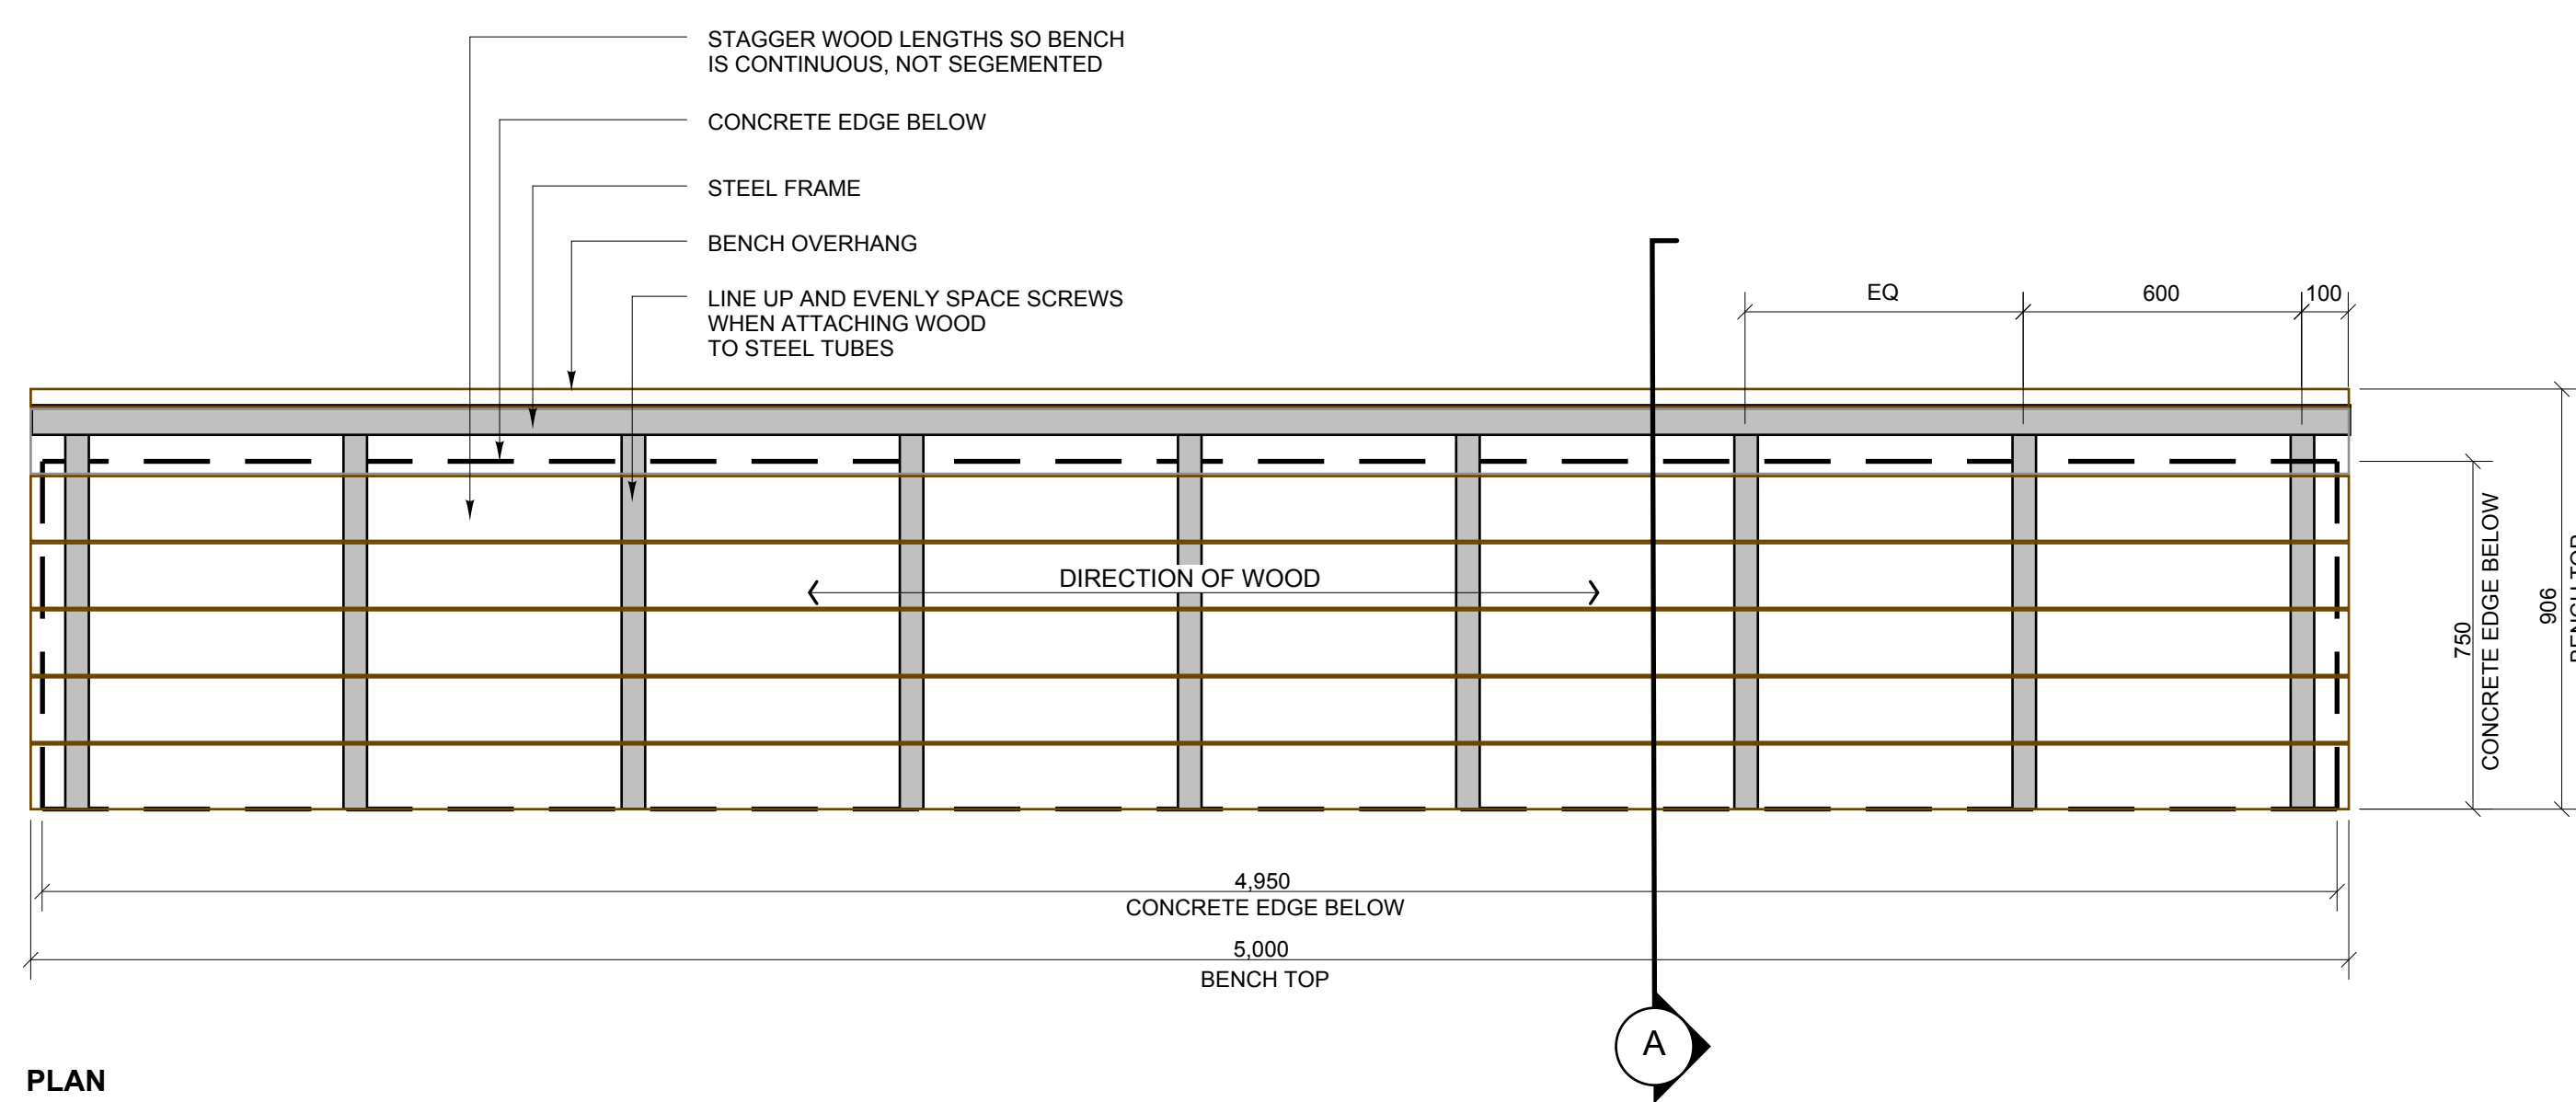 STAGGER WOOD LENGTHS SO BENCH
IS CONTINUOUS, NOT SEGEMENTED
CONCRETE EDGE BELOW
STEEL FRAME
BENCH OVERHANG
LINE UP AND EVENLY SPACE SCREWS
WHEN ATTACHING WOOD
TO STEEL TUBES
EQ
600
100
DIRECTION OF WOOD
750
CONCRETE EDGE BELOW
906
BENCH TOP
4,950
CONCRETE EDGE BELOW
5,000
BENCH TOP
A
PLAN